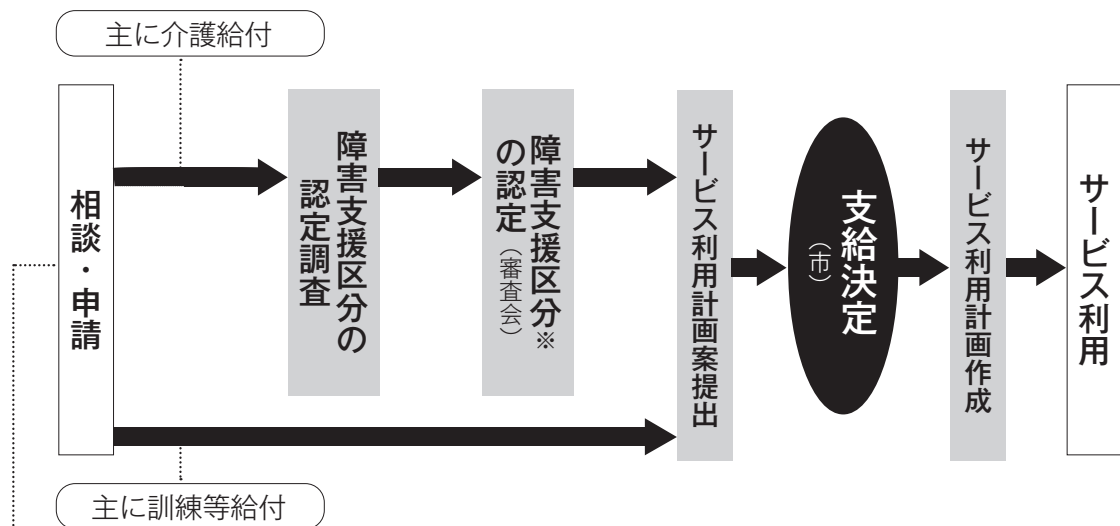 主に介護給付
相談・申請
障害支援区分の
認定調査
障害支援区分※
の認定（審査会）
サービス利用計画案提出
支給決定
（市）
サービス利用計画作成
サービス利用
主に訓練等給付